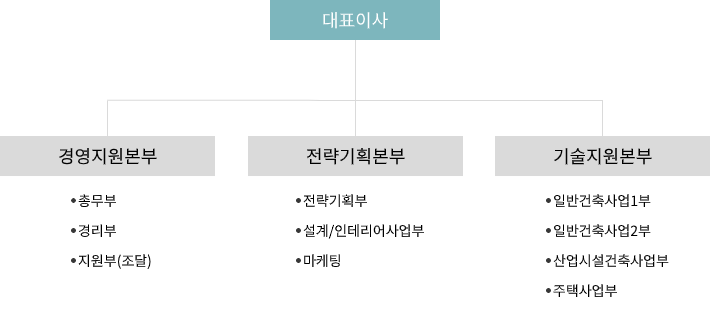 대표이사
경영지원본부
전략기획본부
기술지원본부
•총무부
•경리부
•지원부(조달)
•전략기획부
•설계/인테리어사업부
•마케팅
•일반건축사업1부
•일반건축사업2부
•산업시설건축사업부
•주택사업부